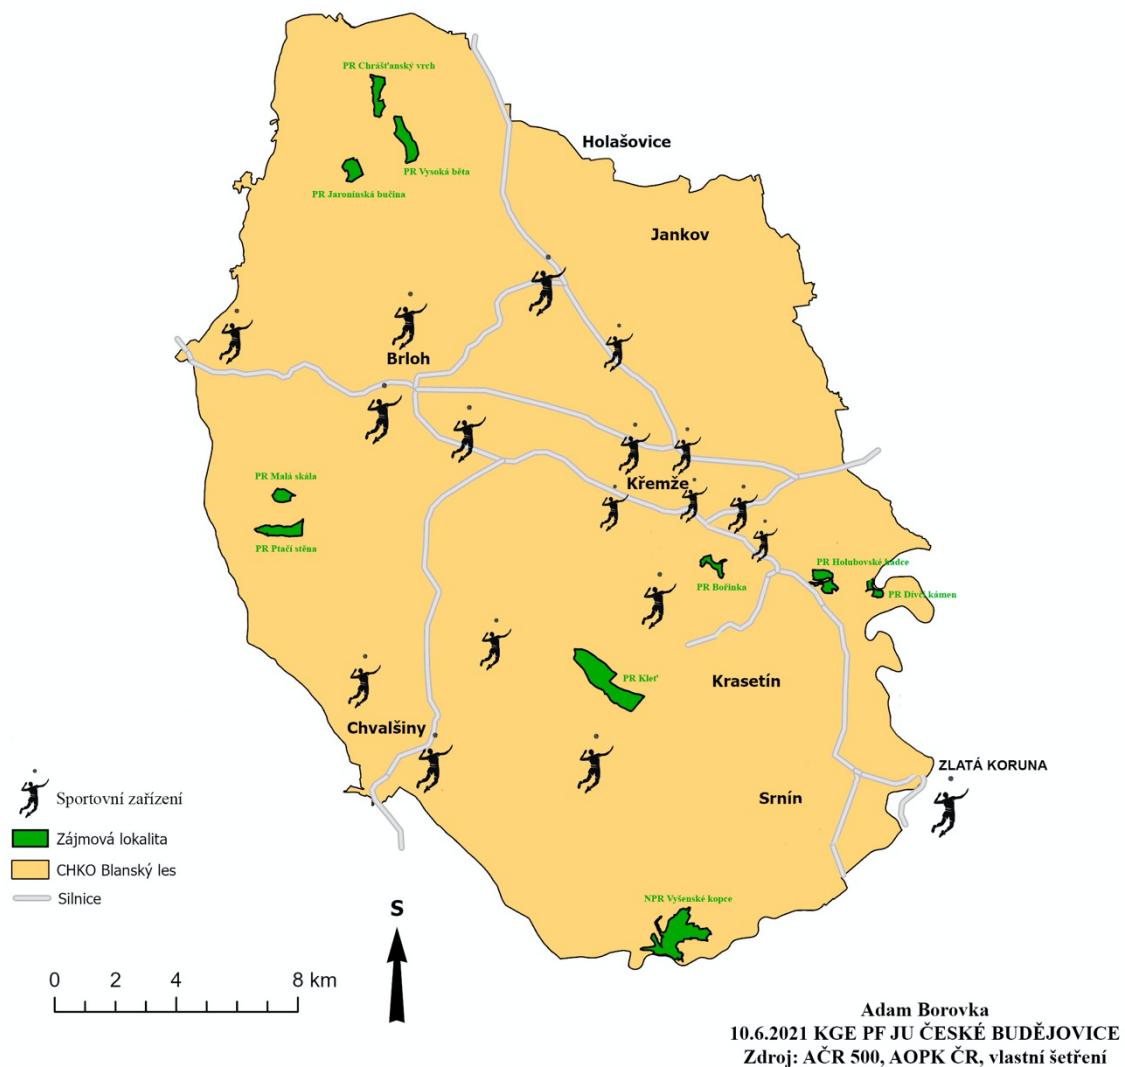 PR Chrášťanský vrch
Holašovice
PR Vysoká běta
PR Jaronínská bučina
Jankov
Brloh
PR Malá skála
Křemže
PR Ptačí stěna
PR Holubovské hadce
PR Bořinka
PR Dívčí kámen
PR Kleť
Krasetín
Chvalšiny
ZLATÁ KORUNA
Srnín
Sportovní zařízení
Zájmová lokalita
CHKO Blanský les
Silnice
NPR Vyšenské kopce
S
0 2 4 8 km
Adam Borovka
10.6.2021 KGE PF JU ČESKÉ BUDĚJOVICE
Zdroj: AČR 500, AOPK ČR, vlastní šetření